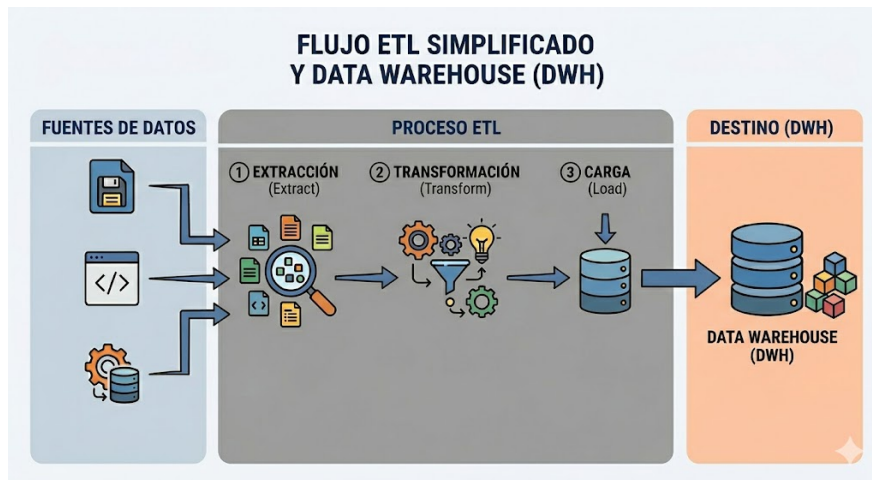 FLUJO ETL SIMPLIFICADO
Y DATA WAREHOUSE (DWH)
FUENTES DE DATOS
</>
PROCESO ETL
1 EXTRACCIÓN
(Extract)
<>
2 TRANSFORMACIÓN
(Transform)
3 CARGA
(Load)
DESTINO (DWH)
DATA WAREHOUSE
(DWH)